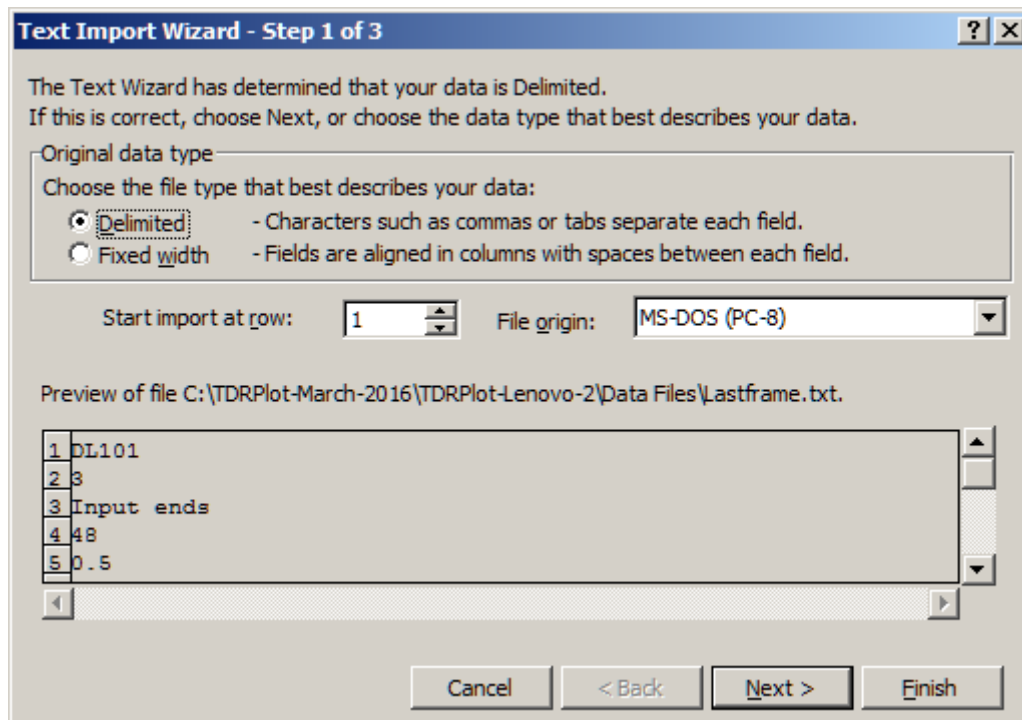 Text Import Wizard - Step 1 of 3
The Text Wizard has determined that your data is Delimited.
If this is correct, choose Next, or choose the data type that best describes your data.
Original data type
Choose the file type that best describes your data:
Delimited - Characters such as commas or tabs separate each field.
Fixed width - Fields are aligned in columns with spaces between each field.
Start import at row: 1 File origin: MS-DOS (PC-8)
Preview of file C:\TDRPlot-March-2016\TDRPlot-Lenovo-2\Data Files\Lastframe.txt.
1 DL101
2 3
3 Input ends
4 48
5 0.5
Cancel < Back Next > Finish